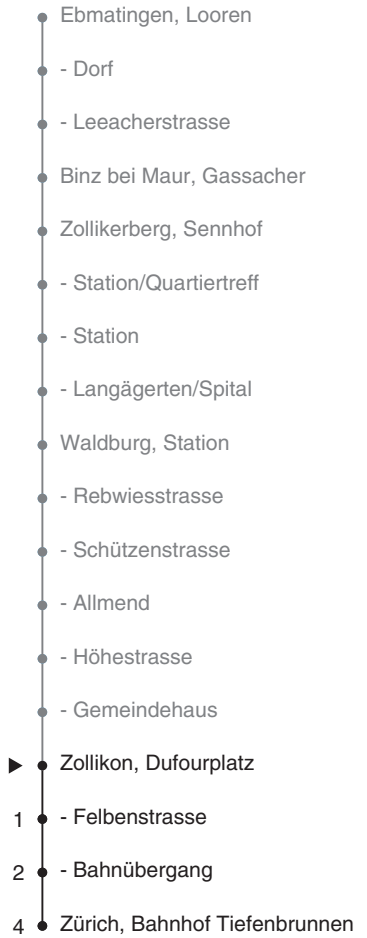 Ebmatingen, Looren
- Dorf
- Leeacherstrasse
Binz bei Maur, Gassacher
Zollikerberg, Sennhof
- Station/Quartiertreff
- Station
- Langägerten/Spital
Waldburg, Station
- Rebwiesstrasse
- Schützenstrasse
- Allmend
- Höhestrasse
- Gemeindehaus
Zollikon, Dufourplatz
1 - Felbenstrasse
2 - Bahnübergang
4 Zürich, Bahnhof Tiefenbrunnen